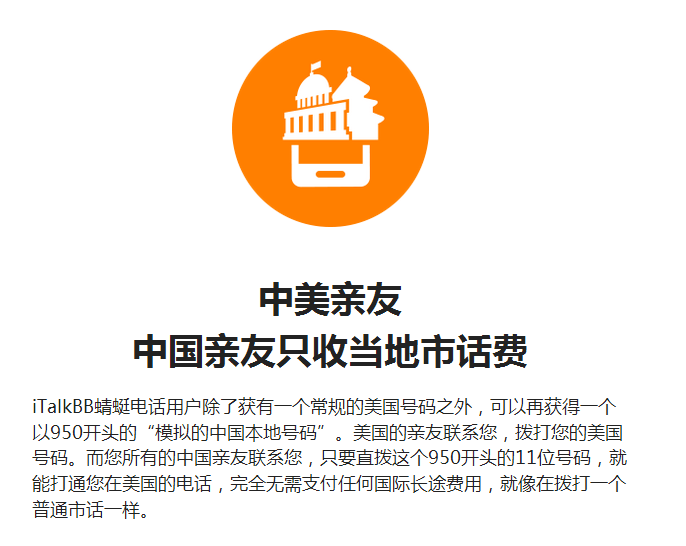 中美亲友
中国亲友只收当地市话费
iTalkBB蜻蜓电话用户除了获有一个常规的美国号码之外，可以再获得一个
以950开头的“模拟的中国本地号码”。美国的亲友联系您，拨打您的美国
号码。而您所有的中国亲友联系您，只要直拨这个950开头的11位号码，就
能打通您在美国的电话，完全无需支付任何国际长途费用，就像在拨打一个
普通市话一样。